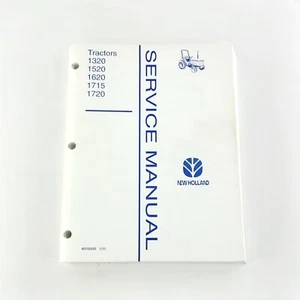 Tractors
1320
1520
1620
1715
1720
SERVICE MANUAL
NEW HOLLAND